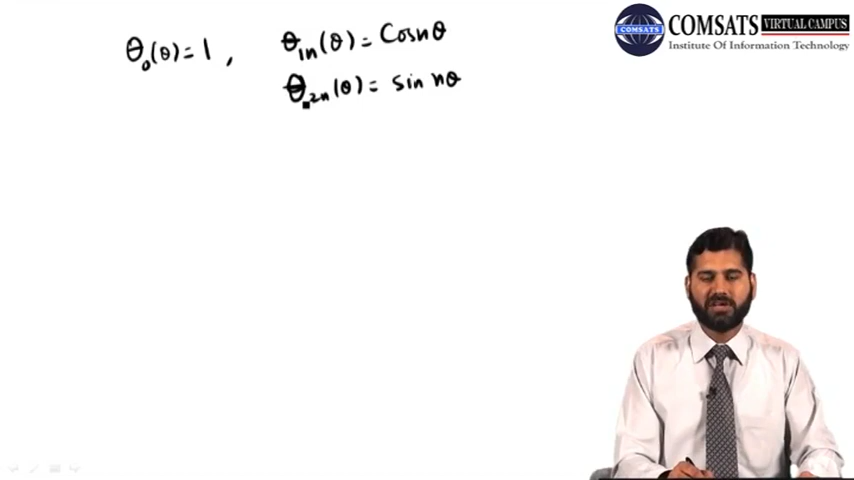 Θ₀(θ) = 1 , Θ₁ₙ(θ) = Cos nθ
Θ₂ₙ(θ) = sin nθ
COMSATS
COMSATS VIRTUAL CAMPUS
Institute Of Information Technology